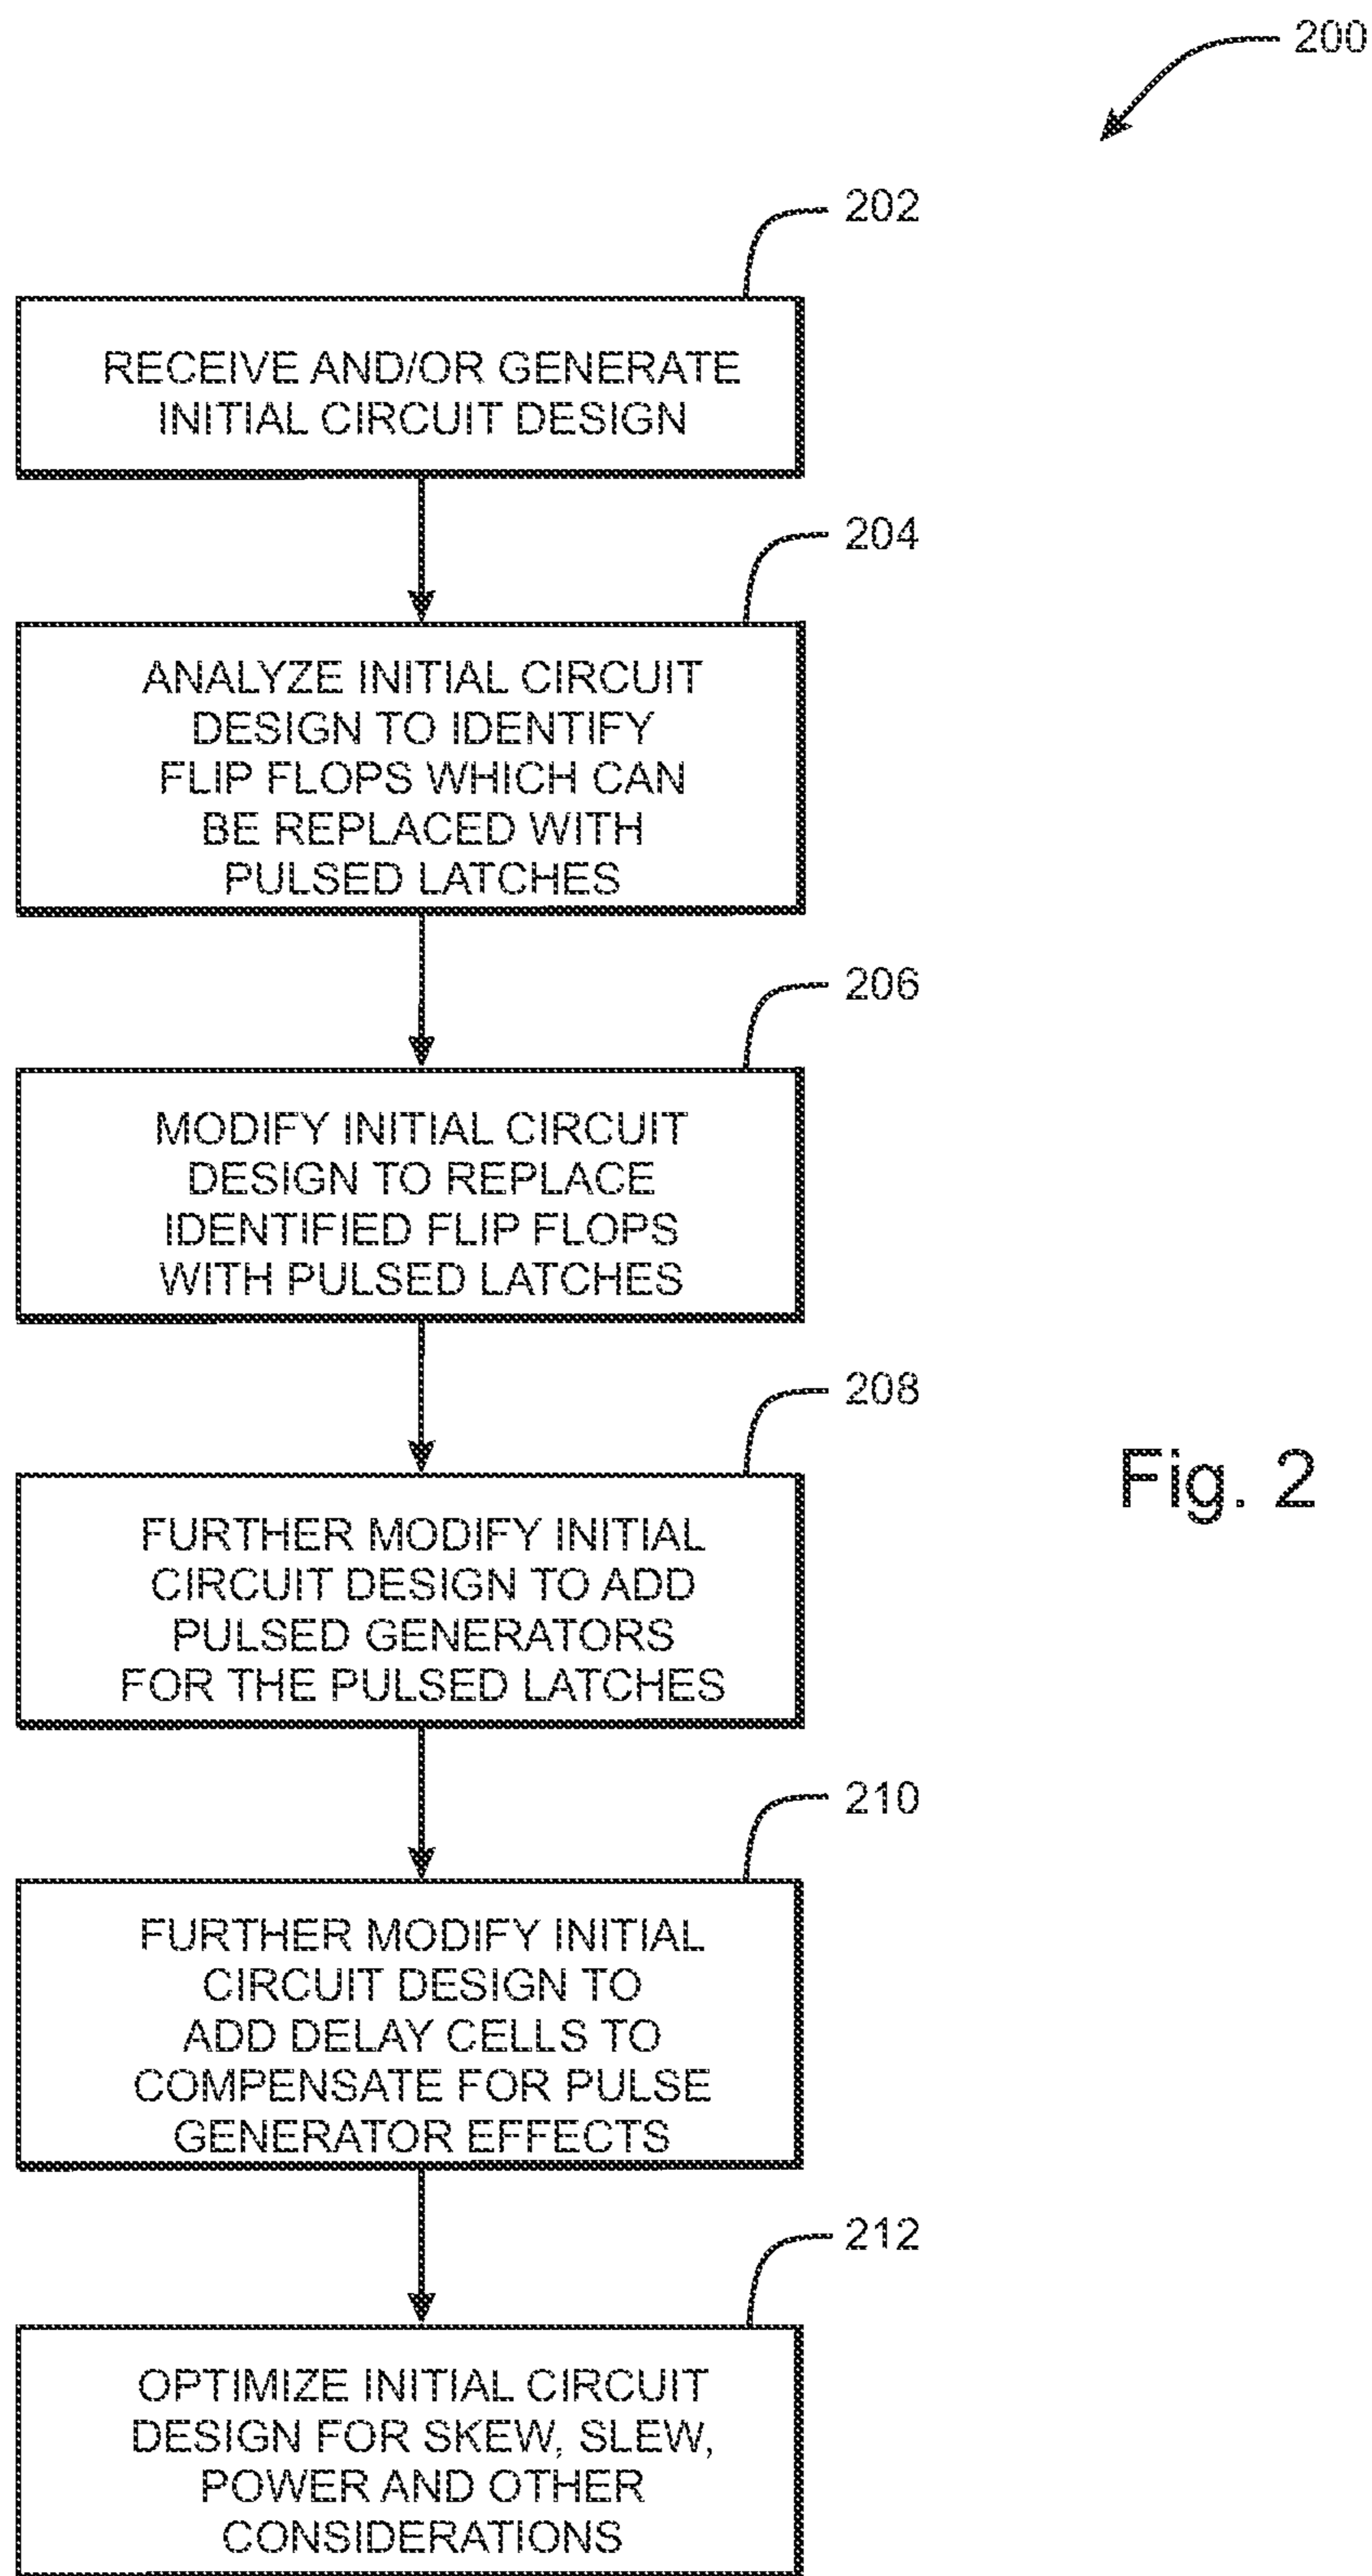 200
202
RECEIVE AND/OR GENERATE
INITIAL CIRCUIT DESIGN
204
ANALYZE INITIAL CIRCUIT
DESIGN TO IDENTIFY
FLIP FLOPS WHICH CAN
BE REPLACED WITH
PULSED LATCHES
206
MODIFY INITIAL CIRCUIT
DESIGN TO REPLACE
IDENTIFIED FLIP FLOPS
WITH PULSED LATCHES
208
FURTHER MODIFY INITIAL
CIRCUIT DESIGN TO ADD
PULSED GENERATORS
FOR THE PULSED LATCHES
Fig. 2
210
FURTHER MODIFY INITIAL
CIRCUIT DESIGN TO
ADD DELAY CELLS TO
COMPENSATE FOR PULSE
GENERATOR EFFECTS
212
OPTIMIZE INITIAL CIRCUIT
DESIGN FOR SKEW, SLEW,
POWER AND OTHER
CONSIDERATIONS